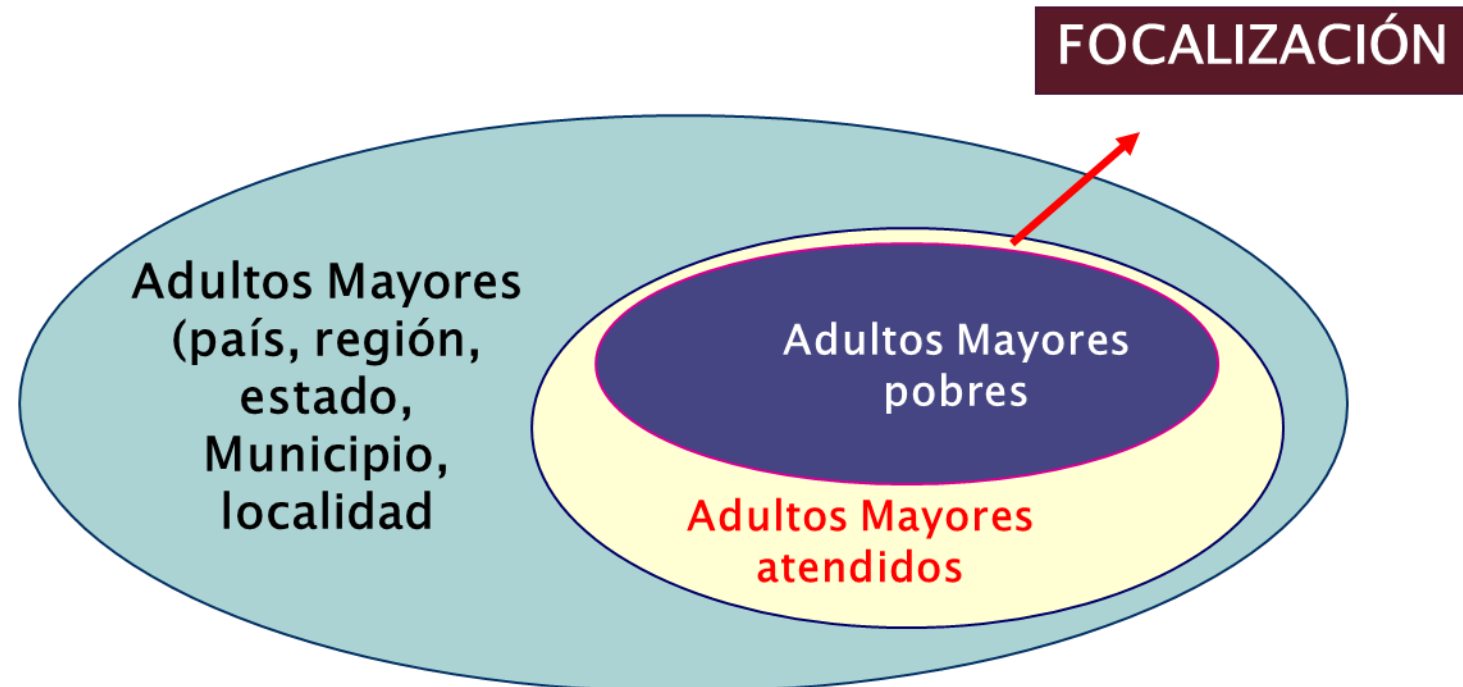 FOCALIZACIÓN
Adultos Mayores
(país, región,
estado,
Municipio,
localidad
Adultos Mayores
pobres
Adultos Mayores
atendidos